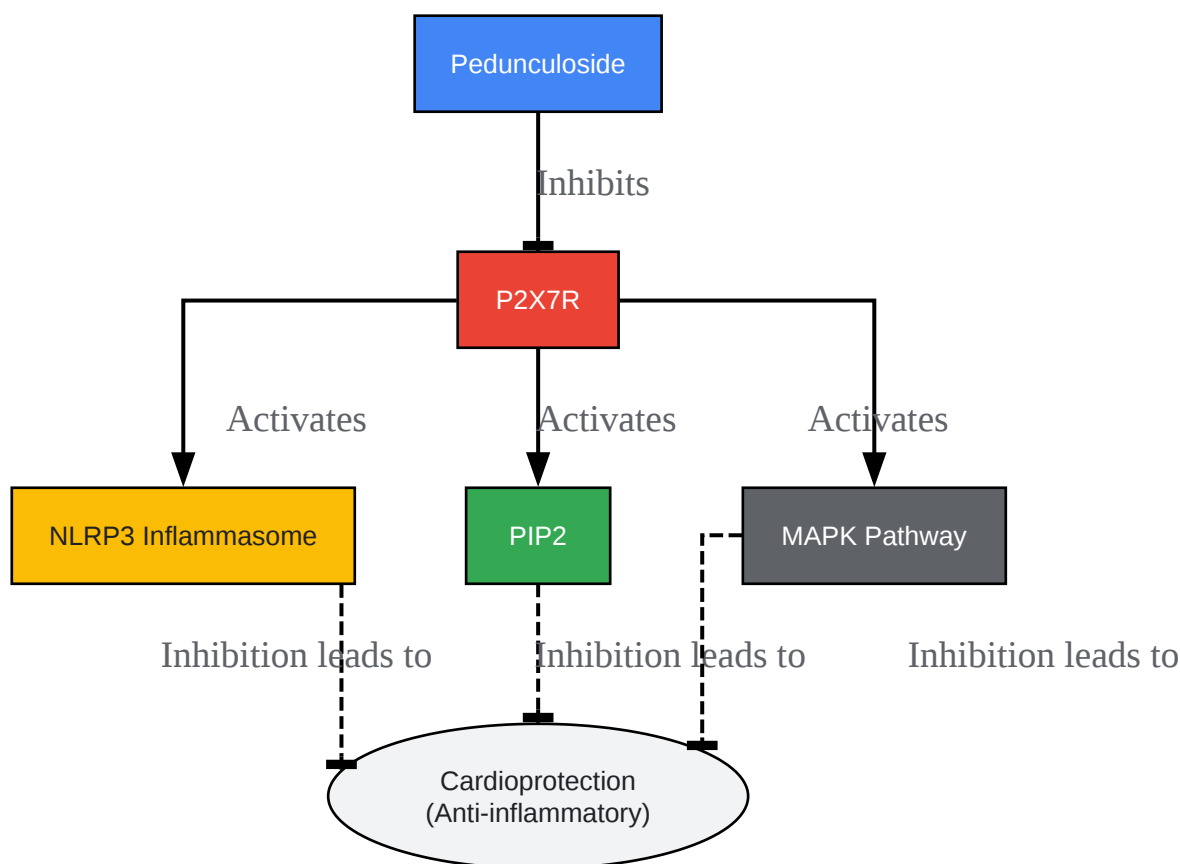 Pedunculoside
Inhibits
P2X7R
Activates
Activates
Activates
NLRP3 Inflammasome
PIP2
MAPK Pathway
Inhibition leads to
Inhibition leads to
Inhibition leads to
Cardioprotection
(Anti-inflammatory)